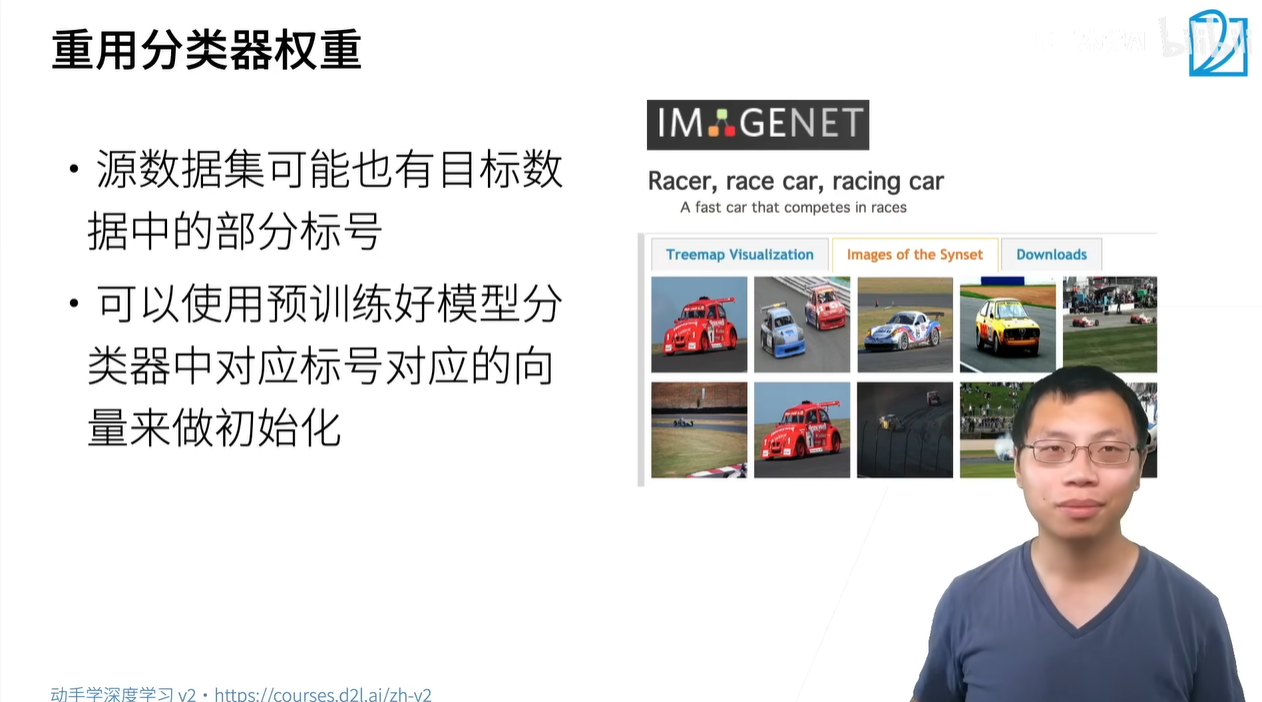 重用分类器权重
• 源数据集可能也有目标数
据中的部分标号
• 可以使用预训练好模型分
类器中对应标号对应的向
量来做初始化
IMAGENET
Racer, race car, racing car
A fast car that competes in races
Treemap Visualization
Images of the Synset
Downloads
动手学深度学习 v2 • https://courses.d2l.ai/zh-v2